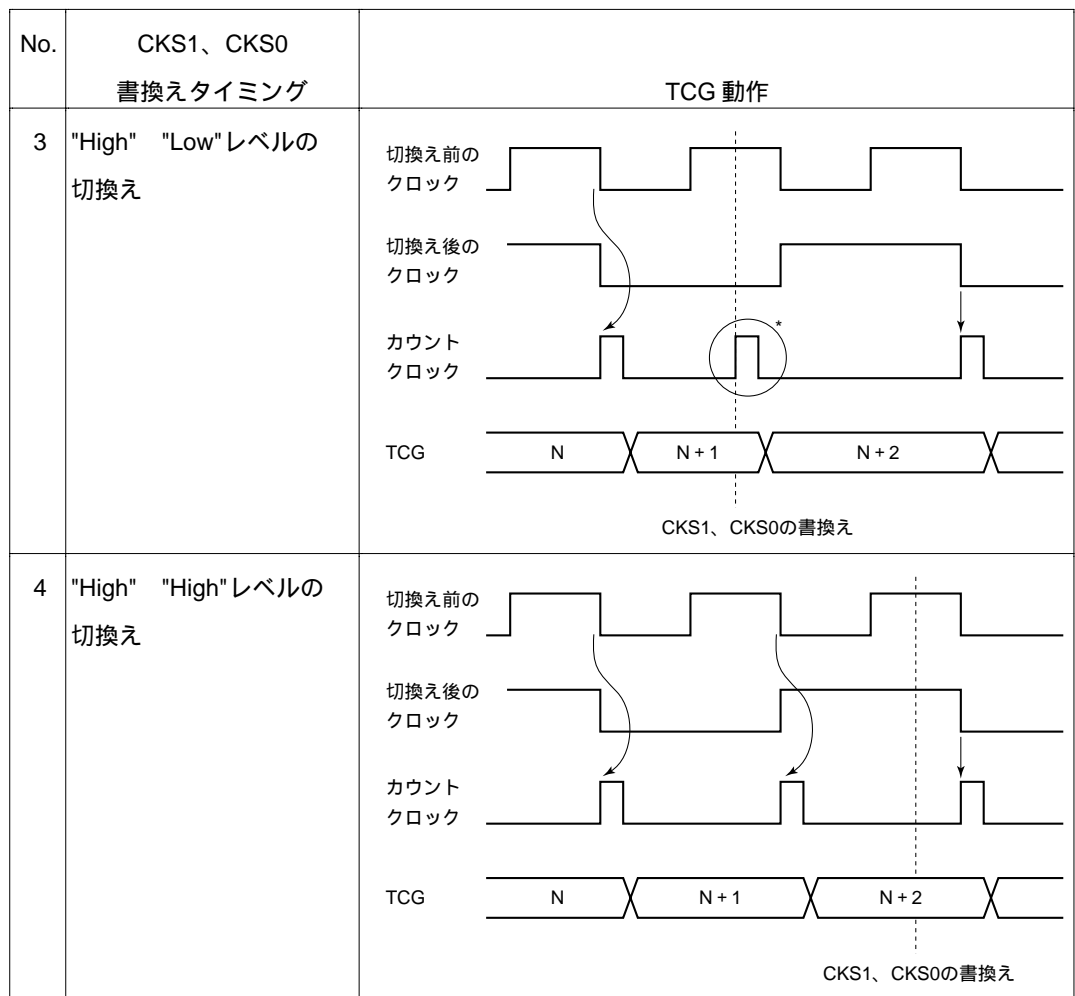 No.
CKS1、CKS0
書換えタイミング
TCG 動作
3
"High" "Low"レベルの
切換え
切換え前の
クロック
切換え後の
クロック
カウント
クロック
*
TCG
N
N + 1
N + 2
CKS1、CKS0の書換え
4
"High" "High"レベルの
切換え
切換え前の
クロック
切換え後の
クロック
カウント
クロック
TCG
N
N + 1
N + 2
CKS1、CKS0の書換え